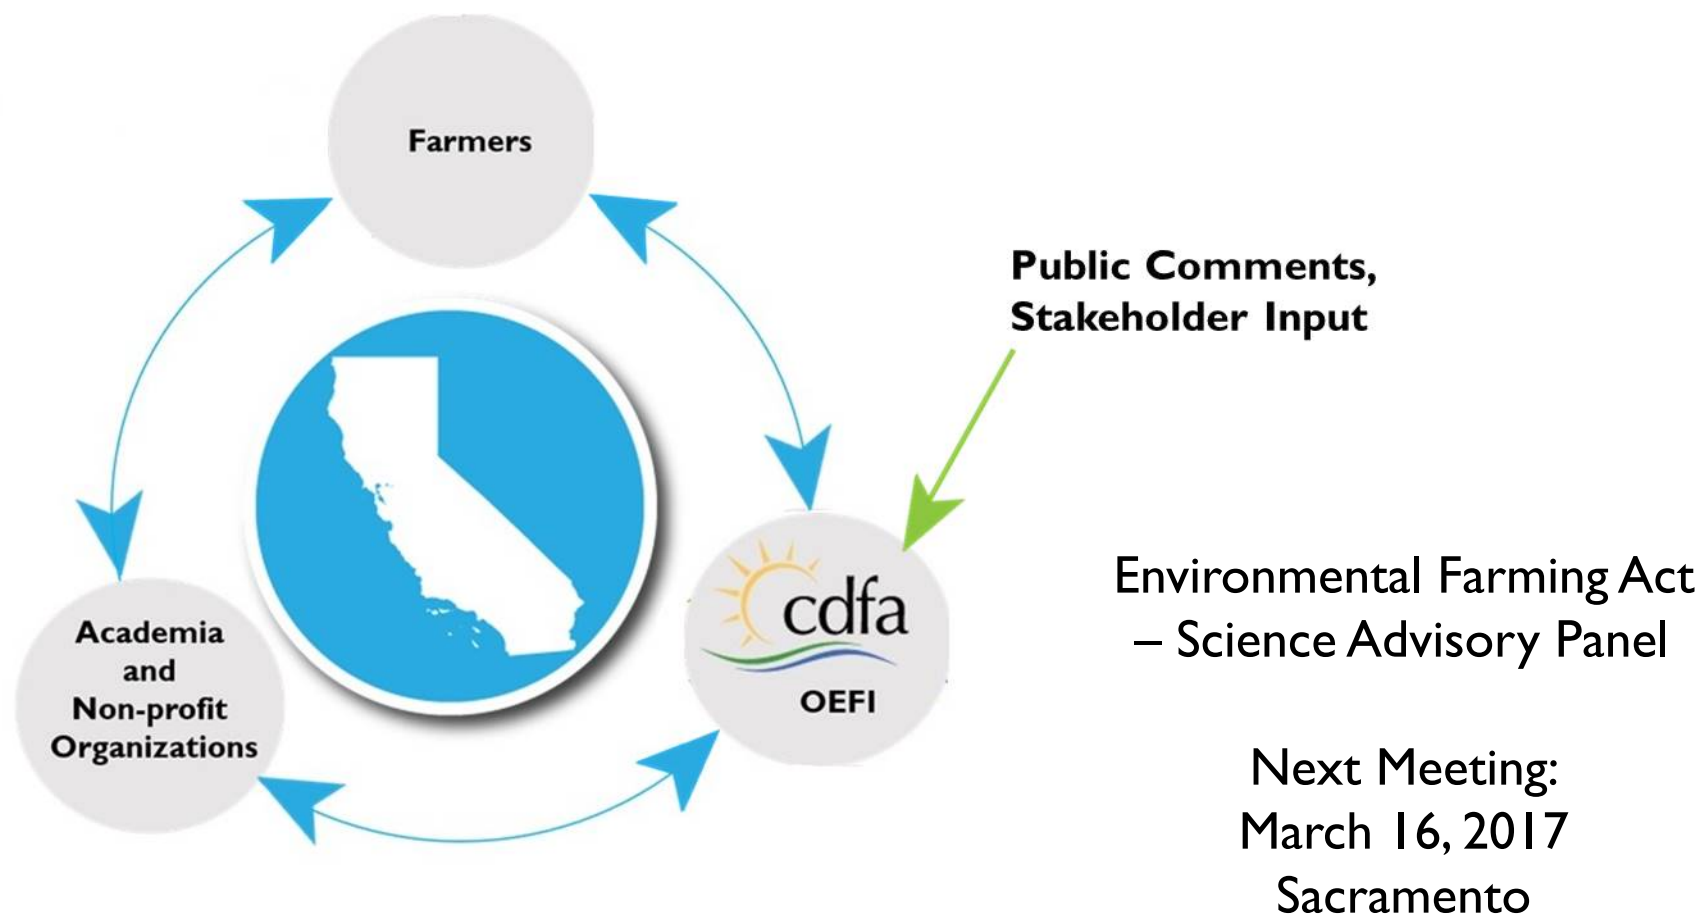 Farmers
Public Comments,
Stakeholder Input
cdfa
OEFI
Academia
and
Non-profit
Organizations
Environmental Farming Act
– Science Advisory Panel
Next Meeting:
March 16, 2017
Sacramento